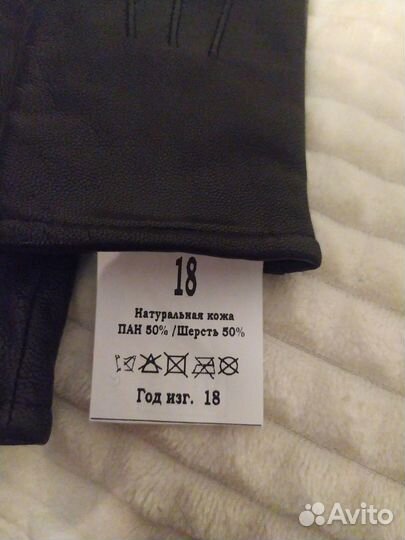 18
Натуральная кожа
ПАН 50% /Шерсть 50%
Год изг. 18
Avito